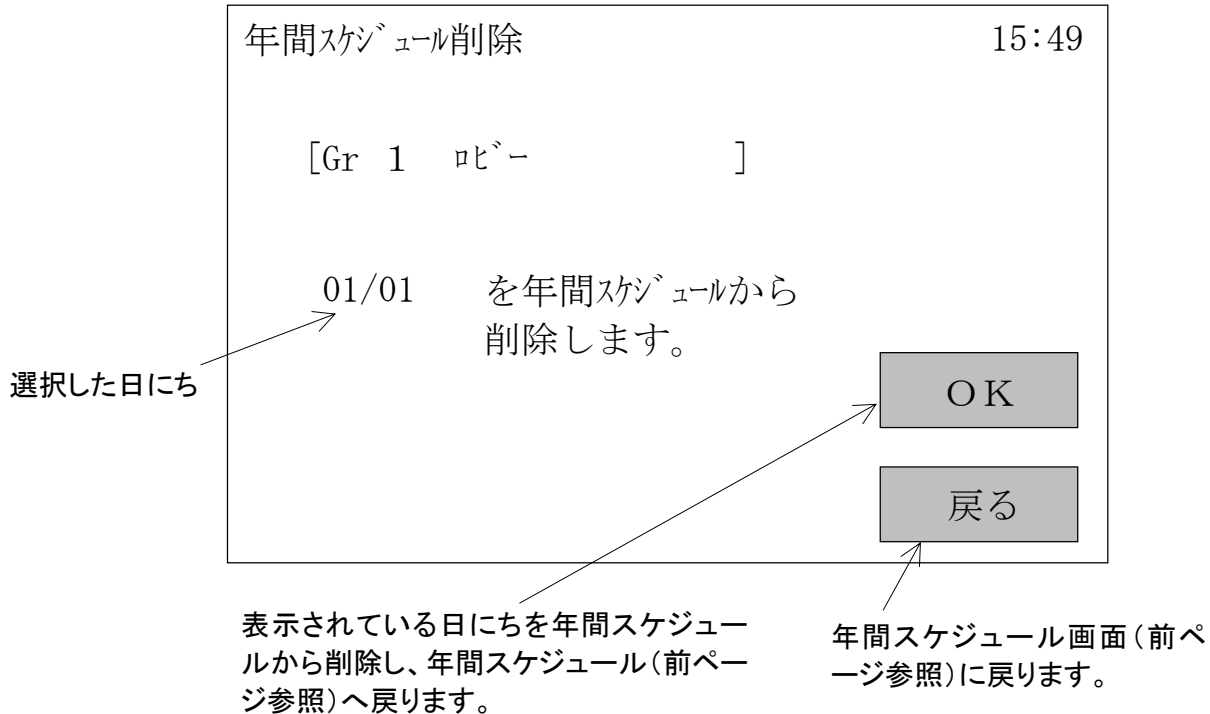 年間ｽｹｼﾞｭｰﾙ削除 15:49
[Gr 1 ﾛﾋﾞｰ ]
01/01 を年間ｽｹｼﾞｭｰﾙから
削除します。
選択した日にち
ＯＫ
戻る
表示されている日にちを年間スケジュー
ルから削除し、年間スケジュール（前ペー
ジ参照）へ戻ります。
年間スケジュール画面（前ペ
ージ参照）に戻ります。